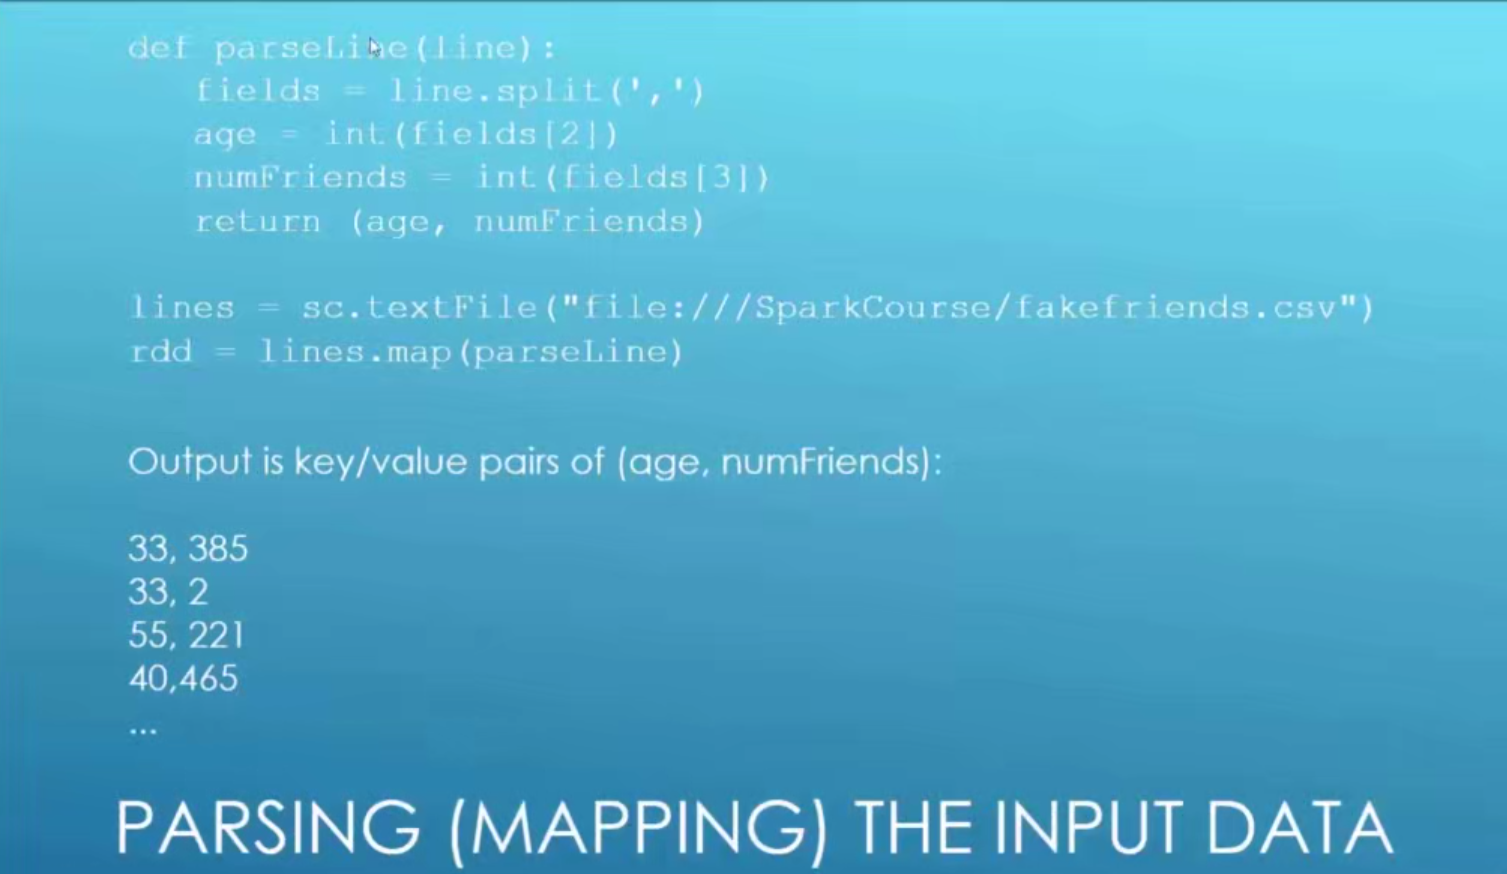 def parseLine(line):
fields = line.split(',')
age = int(fields[2])
numFriends = int(fields[3])
return (age, numFriends)
lines = sc.textFile("file:///SparkCourse/fakefriends.csv")
rdd = lines.map(parseLine)
Output is key/value pairs of (age, numFriends):
33, 385
33, 2
55, 221
40,465
...
PARSING (MAPPING) THE INPUT DATA